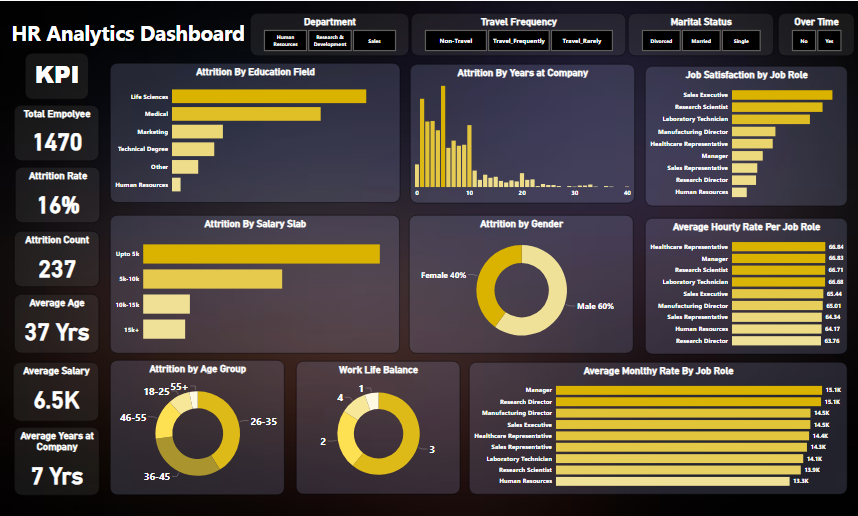 HR Analytics Dashboard
Department
Human Resources
Research & Development
Sales
Travel Frequency
Non-Travel
Travel_Frequently
Travel_Rarely
Marital Status
Divorced
Married
Single
Over Time
No
Yes
KPI
Total Empolyee
1470
Attrition Rate
16%
Attrition Count
237
Average Age
37 Yrs
Average Salary
6.5K
Average Years at
Company
7 Yrs
Attrition By Education Field
Life Sciences
Medical
Marketing
Technical Degree
Other
Human Resources
Attrition By Years at Company
0
10
20
30
40
Job Satisfaction by Job Role
Sales Executive
Research Scientist
Laboratory Technician
Manufacturing Director
Healthcare Representative
Manager
Sales Representative
Research Director
Human Resources
Attrition By Salary Slab
Upto 5k
5k-10k
10k-15k
15k+
Attrition by Gender
Female 40%
Male 60%
Average Hourly Rate Per Job Role
Healthcare Representative 66.84
Manager 66.83
Research Scientist 66.71
Laboratory Technician 66.68
Sales Executive 65.44
Manufacturing Director 65.01
Sales Representative 64.34
Human Resources 64.17
Research Director 63.76
Attrition by Age Group
18-25
55+
46-55
26-35
36-45
Work Life Balance
1
4
2
3
Average Monthy Rate By Job Role
Manager 15.1K
Research Director 15.1K
Manufacturing Director 14.5K
Sales Executive 14.5K
Healthcare Representative 14.4K
Sales Representative
Laboratory Technician 14.1K
Research Scientist 13.9K
Human Resources 13.3K